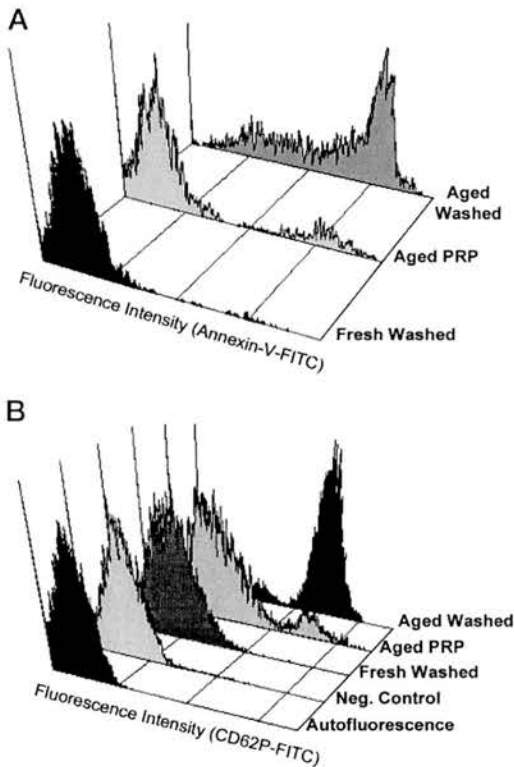 A
Aged
Washed
Aged PRP
Fresh Washed
Fluorescence Intensity (Annexin-V-FITC)
B
Aged Washed
Aged PRP
Fresh Washed
Neg. Control
Autofluorescence
Fluorescence Intensity (CD62P-FITC)